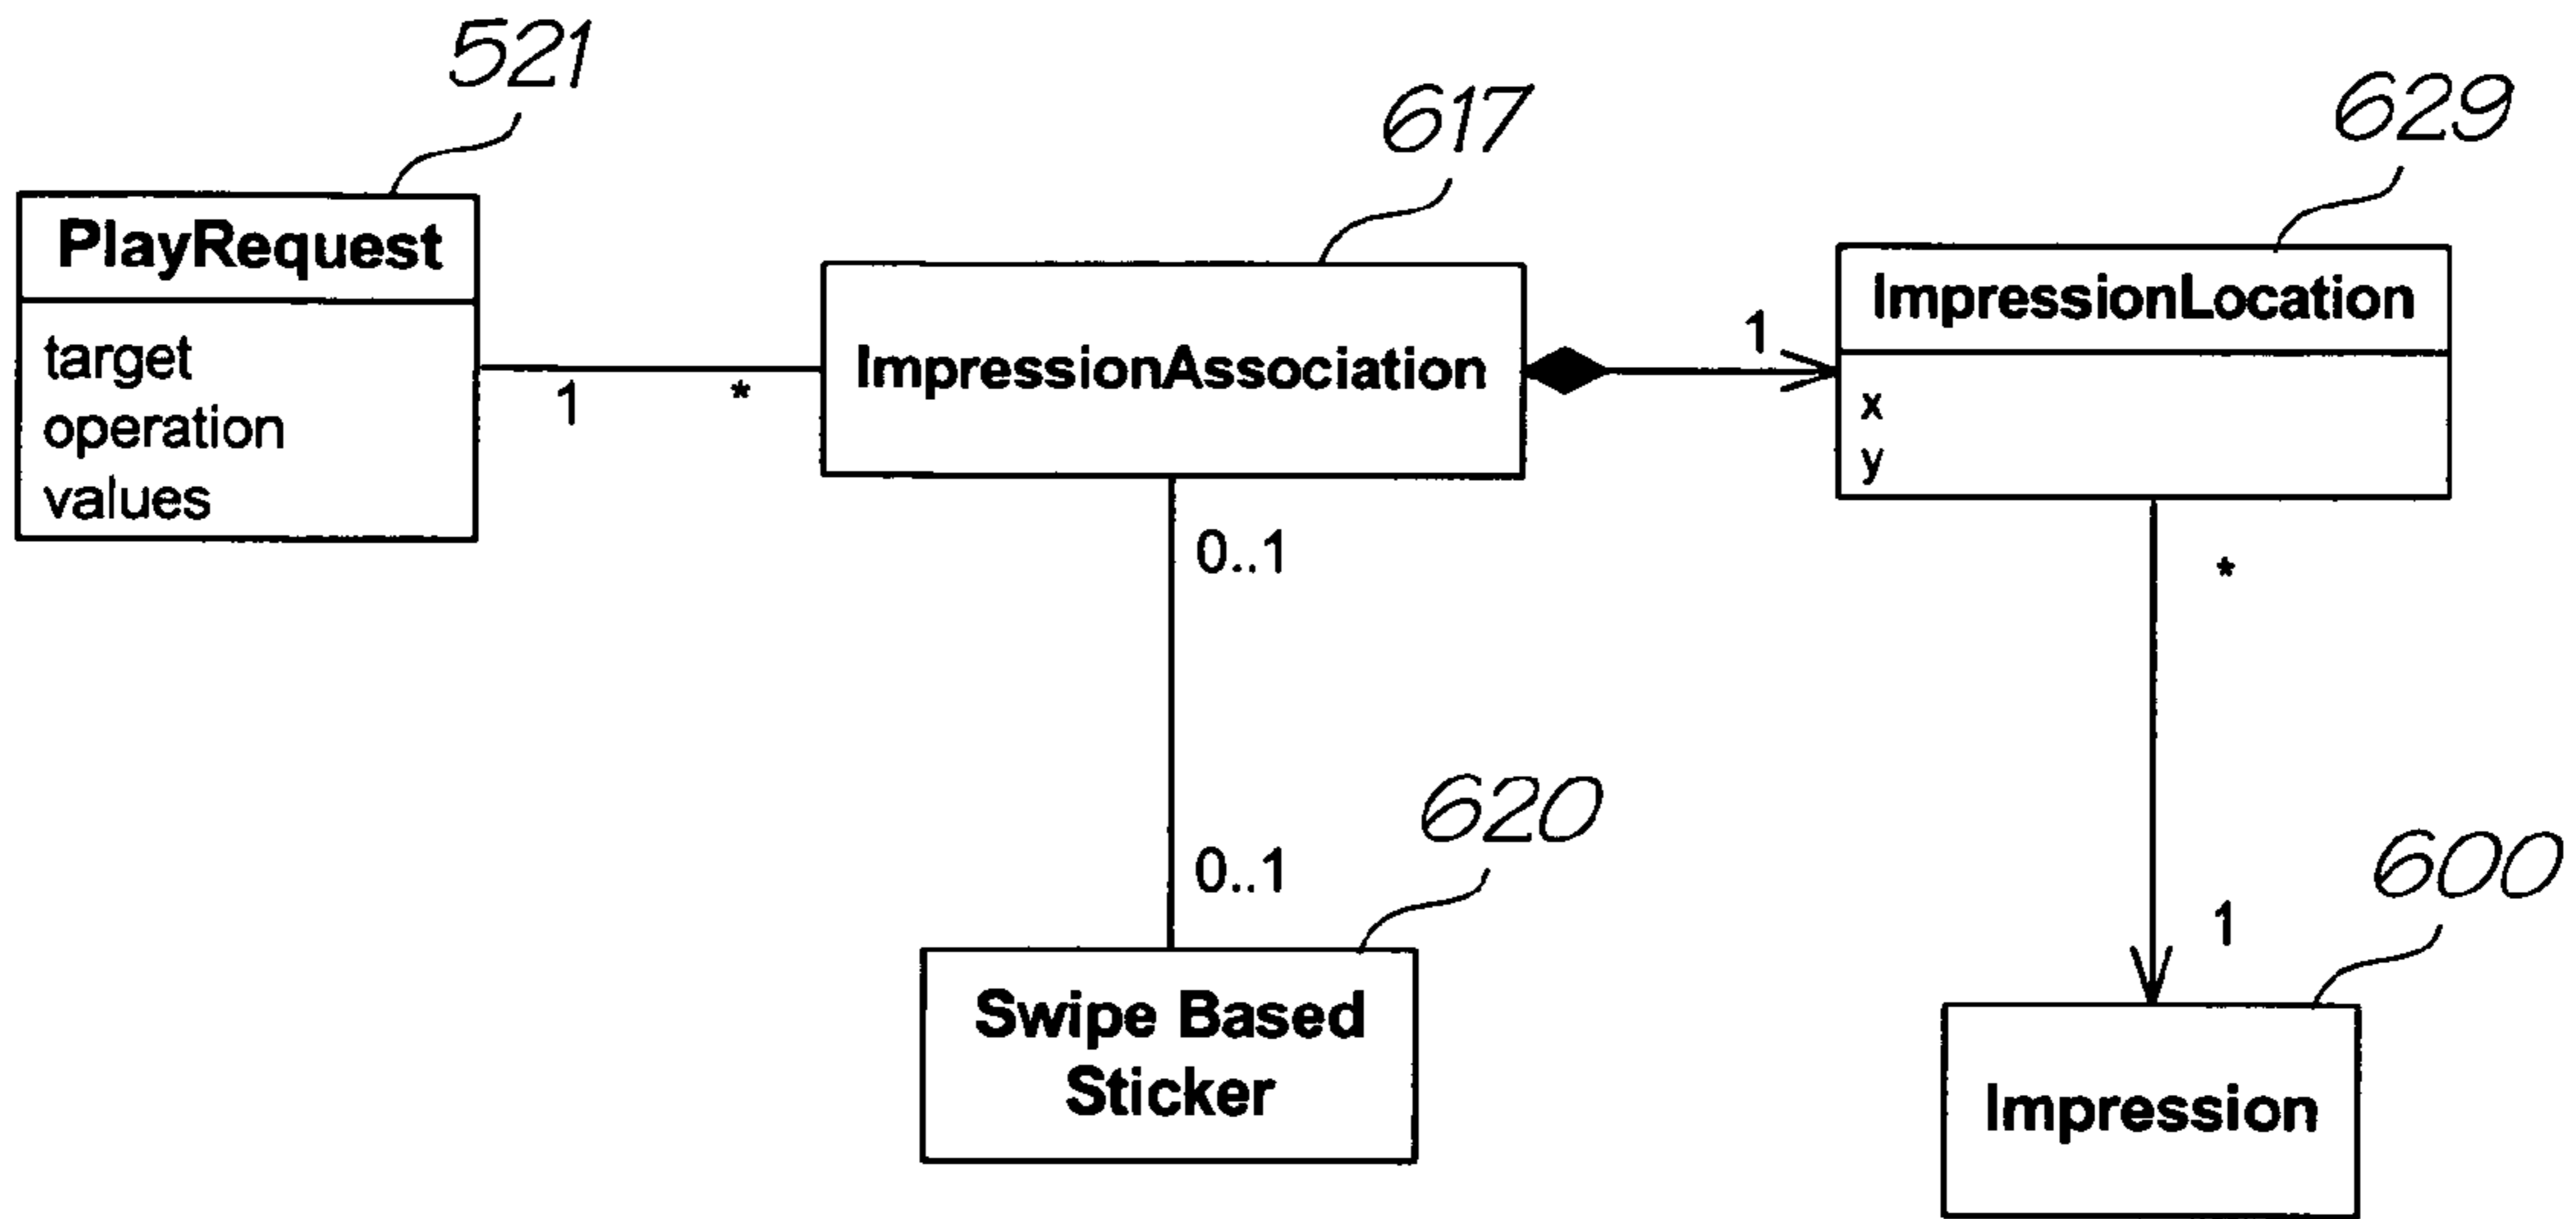 521
617
629
PlayRequest
target
operation
values
1
*
ImpressionAssociation
1
ImpressionLocation
x
y
0..1
*
0..1
1
620
600
Swipe Based
Sticker
Impression